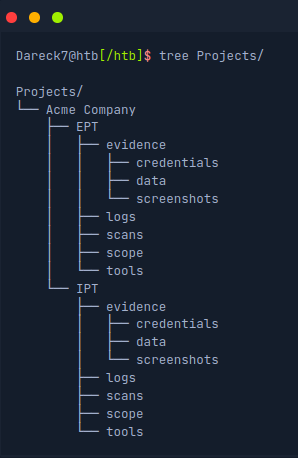 Dareck7@htb[/htb]$ tree Projects/
Projects/
└── Acme Company
    ├── EPT
    │   ├── evidence
    │   │   ├── credentials
    │   │   ├── data
    │   │   └── screenshots
    │   ├── logs
    │   ├── scans
    │   ├── scope
    │   └── tools
    └── IPT
        ├── evidence
        │   ├── credentials
        │   ├── data
        │   └── screenshots
        ├── logs
        ├── scans
        ├── scope
        └── tools